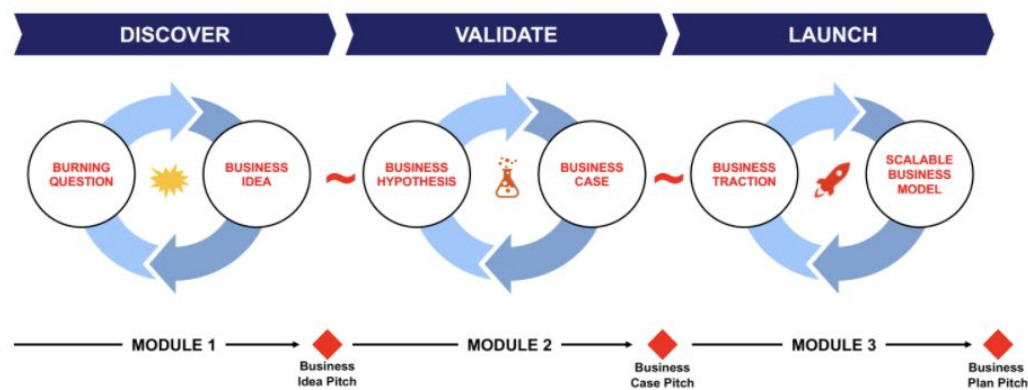 DISCOVER
VALIDATE
LAUNCH
BURNING
QUESTION
BUSINESS
IDEA
~
BUSINESS
HYPOTHESIS
BUSINESS
CASE
~
BUSINESS
TRACTION
SCALABLE
BUSINESS
MODEL
MODULE 1
Business
Idea Pitch
MODULE 2
Business
Case Pitch
MODULE 3
Business
Plan Pitch